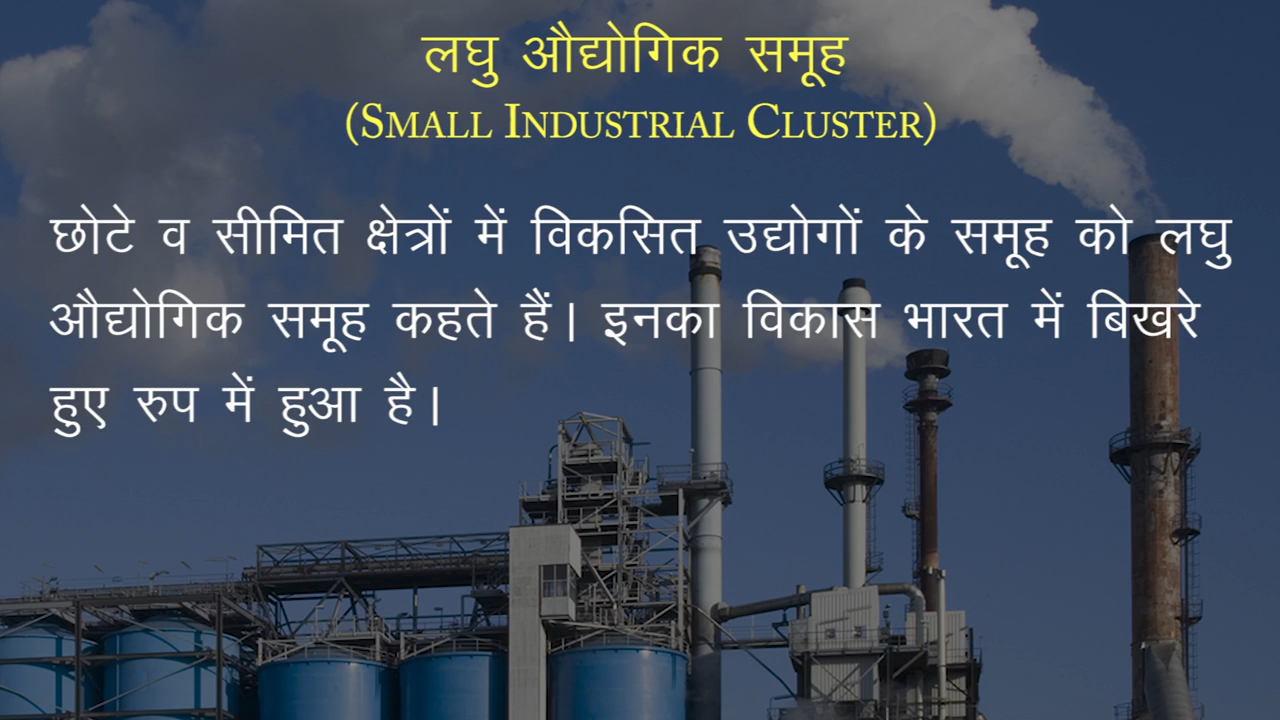 लघु औद्योगिक समूह
(Small Industrial Cluster)
छोटे व सीमित क्षेत्रों में विकसित उद्योगों के समूह को लघु
औद्योगिक समूह कहते हैं। इनका विकास भारत में बिखरे
हुए रुप में हुआ है।